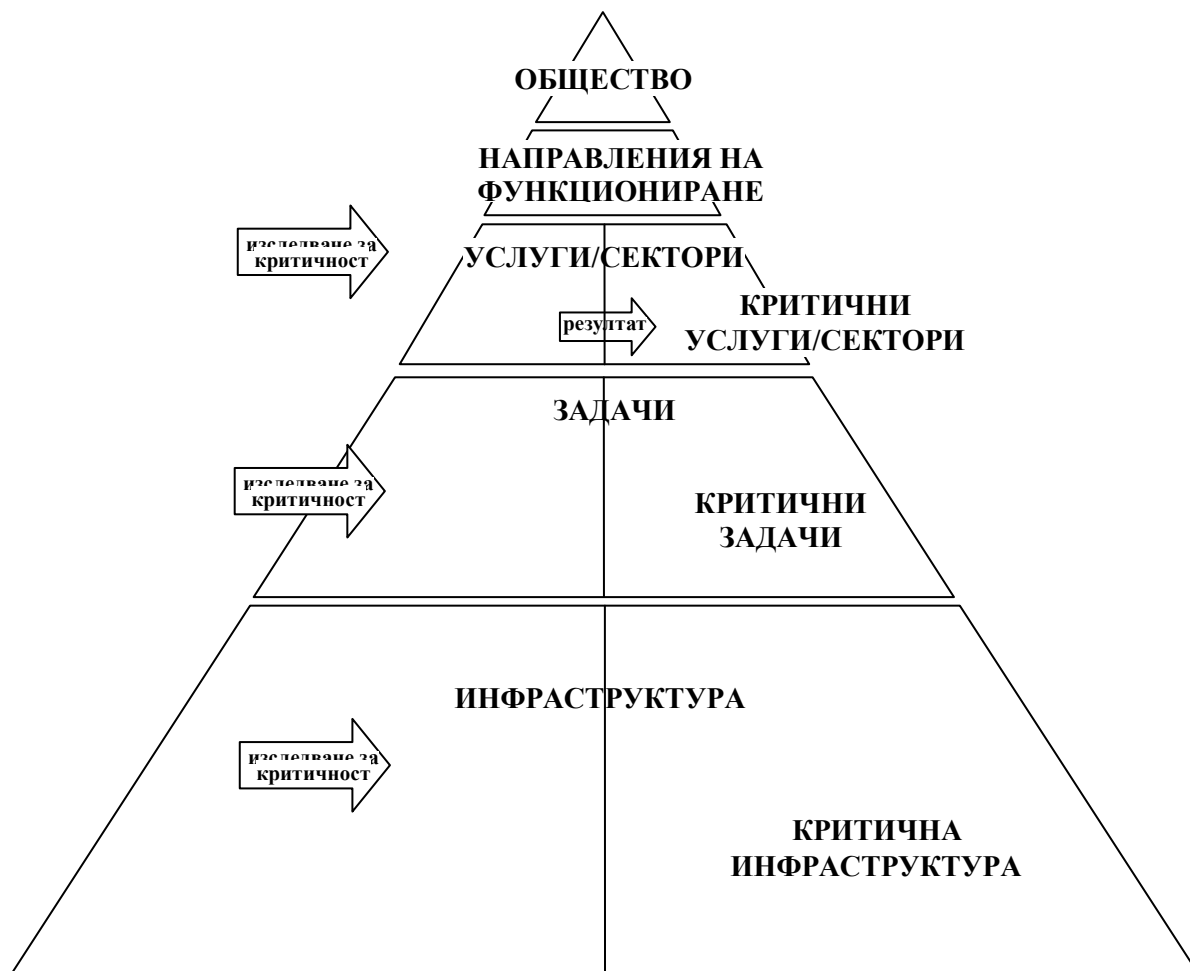 ОБЩЕСТВО
НАПРАВЛЕНИЯ НА
ФУНКЦИОНИРАНЕ
изследване за
критичност
УСЛУГИ/СЕКТОРИ
резултат
КРИТИЧНИ
УСЛУГИ/СЕКТОРИ
ЗАДАЧИ
изследване за
критичност
КРИТИЧНИ
ЗАДАЧИ
ИНФРАСТРУКТУРА
изследване за
критичност
КРИТИЧНА
ИНФРАСТРУКТУРА